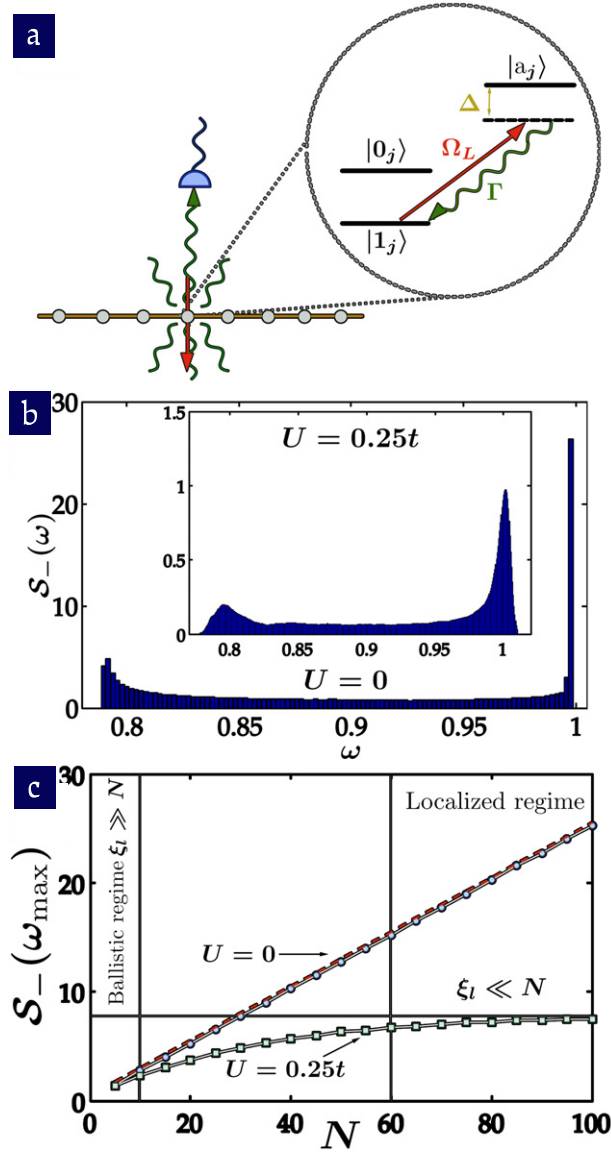 a
|a_j⟩
Δ
|0_j⟩
Ω_L
Γ
|1_j⟩
b
30
20
10
0
S_−(ω)
1.5
1
0.5
0
U = 0.25t
0.8 0.85 0.9 0.95 1
U = 0
0.8 0.85 0.9 0.95 1
ω
c
30
20
10
0
S_−(ω_max)
Ballistic regime ξ_l ≫ N
Localized regime
U = 0
ξ_l ≪ N
U = 0.25t
0 20 40 60 80 100
N